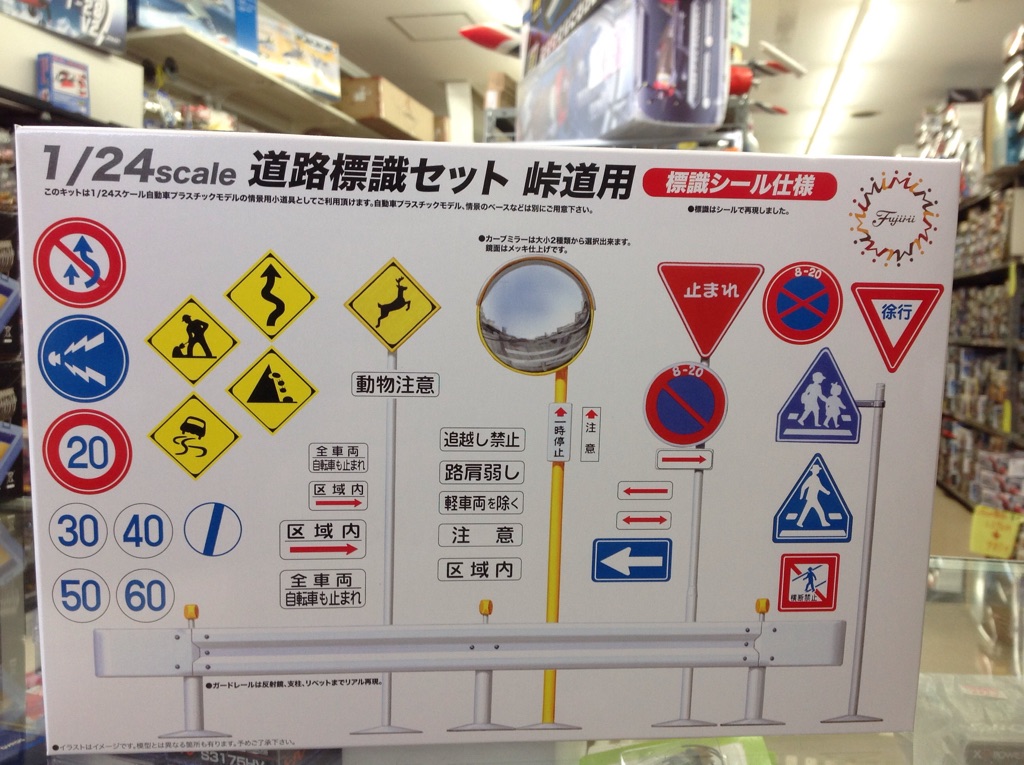 1/24scale 道路標識セット 峠道用 標識シール仕様
このキットは1/24スケール自動車プラスチックモデルの情景用小道具としてご利用頂けます。自動車プラスチックモデル、情景のベースなどは別にご用意下さい。
●標識はシールで再現しました。
Fujimi
●カーブミラーは大小2種類から選択出来ます。
鏡面はメッキ仕上げです。
止まれ
8-20
徐行
動物注意
8-20
20
全車両
自転車も止まれ
追越し禁止
一時停止
注意
区域内
路肩弱し
30
40
軽車両を除く
区域内
注意
全車両
自転車も止まれ
区域内
横断禁止
50
60
●ガードレールは反射鏡、支柱、リベットまでリアル再現。
●イラストはイメージです。模型とは異なる箇所も有ります。予めご了承下さい。
S3175HV